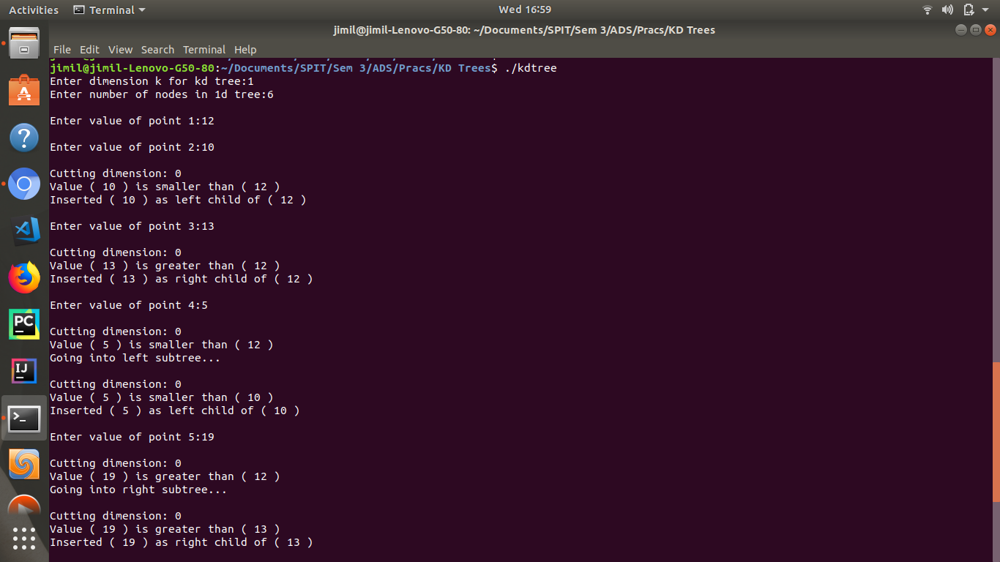 Activities Terminal Wed 16:59
jimil@jimil-Lenovo-G50-80: ~/Documents/SPIT/Sem 3/ADS/Pracs/KD Trees
File Edit View Search Terminal Help
jimil@jimil-Lenovo-G50-80:~/Documents/SPIT/Sem 3/ADS/Pracs/KD Trees$ ./kdtree
Enter dimension k for kd tree:1
Enter number of nodes in 1d tree:6
Enter value of point 1:12
Enter value of point 2:10
Cutting dimension: 0
Value ( 10 ) is smaller than ( 12 )
Inserted ( 10 ) as left child of ( 12 )
Enter value of point 3:13
Cutting dimension: 0
Value ( 13 ) is greater than ( 12 )
Inserted ( 13 ) as right child of ( 12 )
Enter value of point 4:5
Cutting dimension: 0
Value ( 5 ) is smaller than ( 12 )
Going into left subtree...
Cutting dimension: 0
Value ( 5 ) is smaller than ( 10 )
Inserted ( 5 ) as left child of ( 10 )
Enter value of point 5:19
Cutting dimension: 0
Value ( 19 ) is greater than ( 12 )
Going into right subtree...
Cutting dimension: 0
Value ( 19 ) is greater than ( 13 )
Inserted ( 19 ) as right child of ( 13 )
PC
IJ